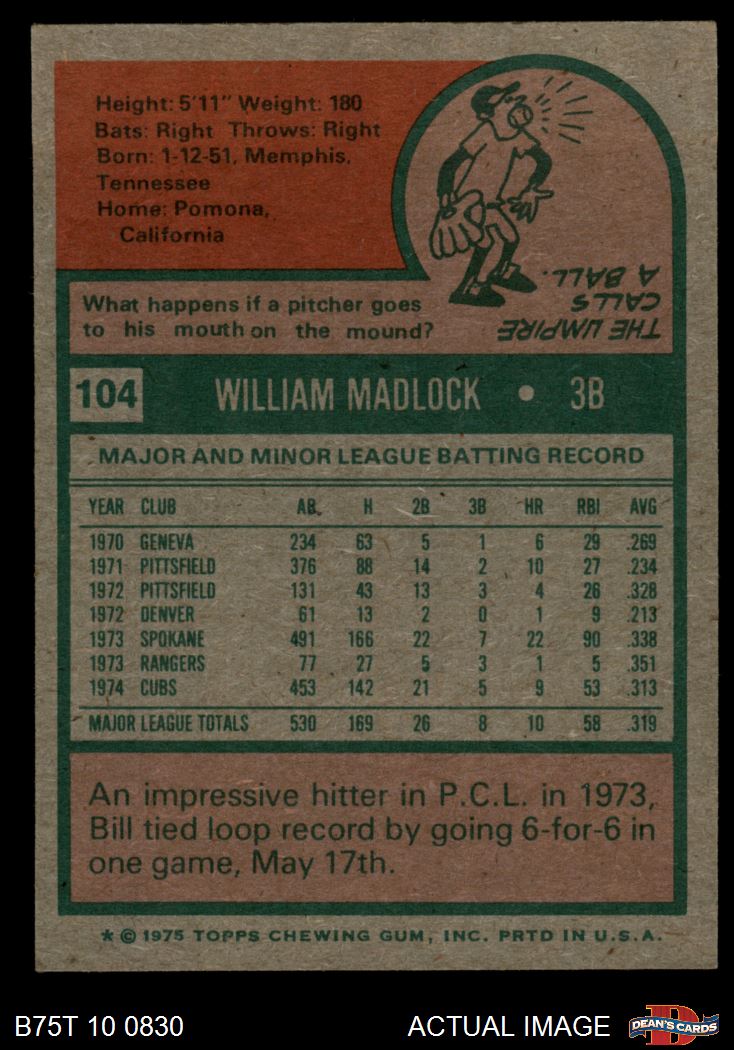 Height: 5'11" Weight: 180
Bats: Right Throws: Right
Born: 1-12-51, Memphis,
Tennessee
Home: Pomona,
California
What happens if a pitcher goes
to his mouth on the mound?
THE UMPIRE
CALLS
A BALL.
104 WILLIAM MADLOCK • 3B
MAJOR AND MINOR LEAGUE BATTING RECORD
YEAR CLUB AB. H 2B 3B HR RBI AVG
1970 GENEVA 234 63 5 1 6 29 .269
1971 PITTSFIELD 376 88 14 2 10 27 .234
1972 PITTSFIELD 131 43 13 3 4 26 .328
1972 DENVER 61 13 2 0 1 9 .213
1973 SPOKANE 491 166 22 7 22 90 .338
1973 RANGERS 77 27 5 3 1 5 .351
1974 CUBS 453 142 21 5 9 53 .313
MAJOR LEAGUE TOTALS 530 169 26 8 10 58 .319
An impressive hitter in P.C.L. in 1973,
Bill tied loop record by going 6-for-6 in
one game, May 17th.
* © 1975 TOPPS CHEWING GUM, INC. PRTD IN U.S.A.
B75T 10 0830 ACTUAL IMAGE DEAN'S CARDS